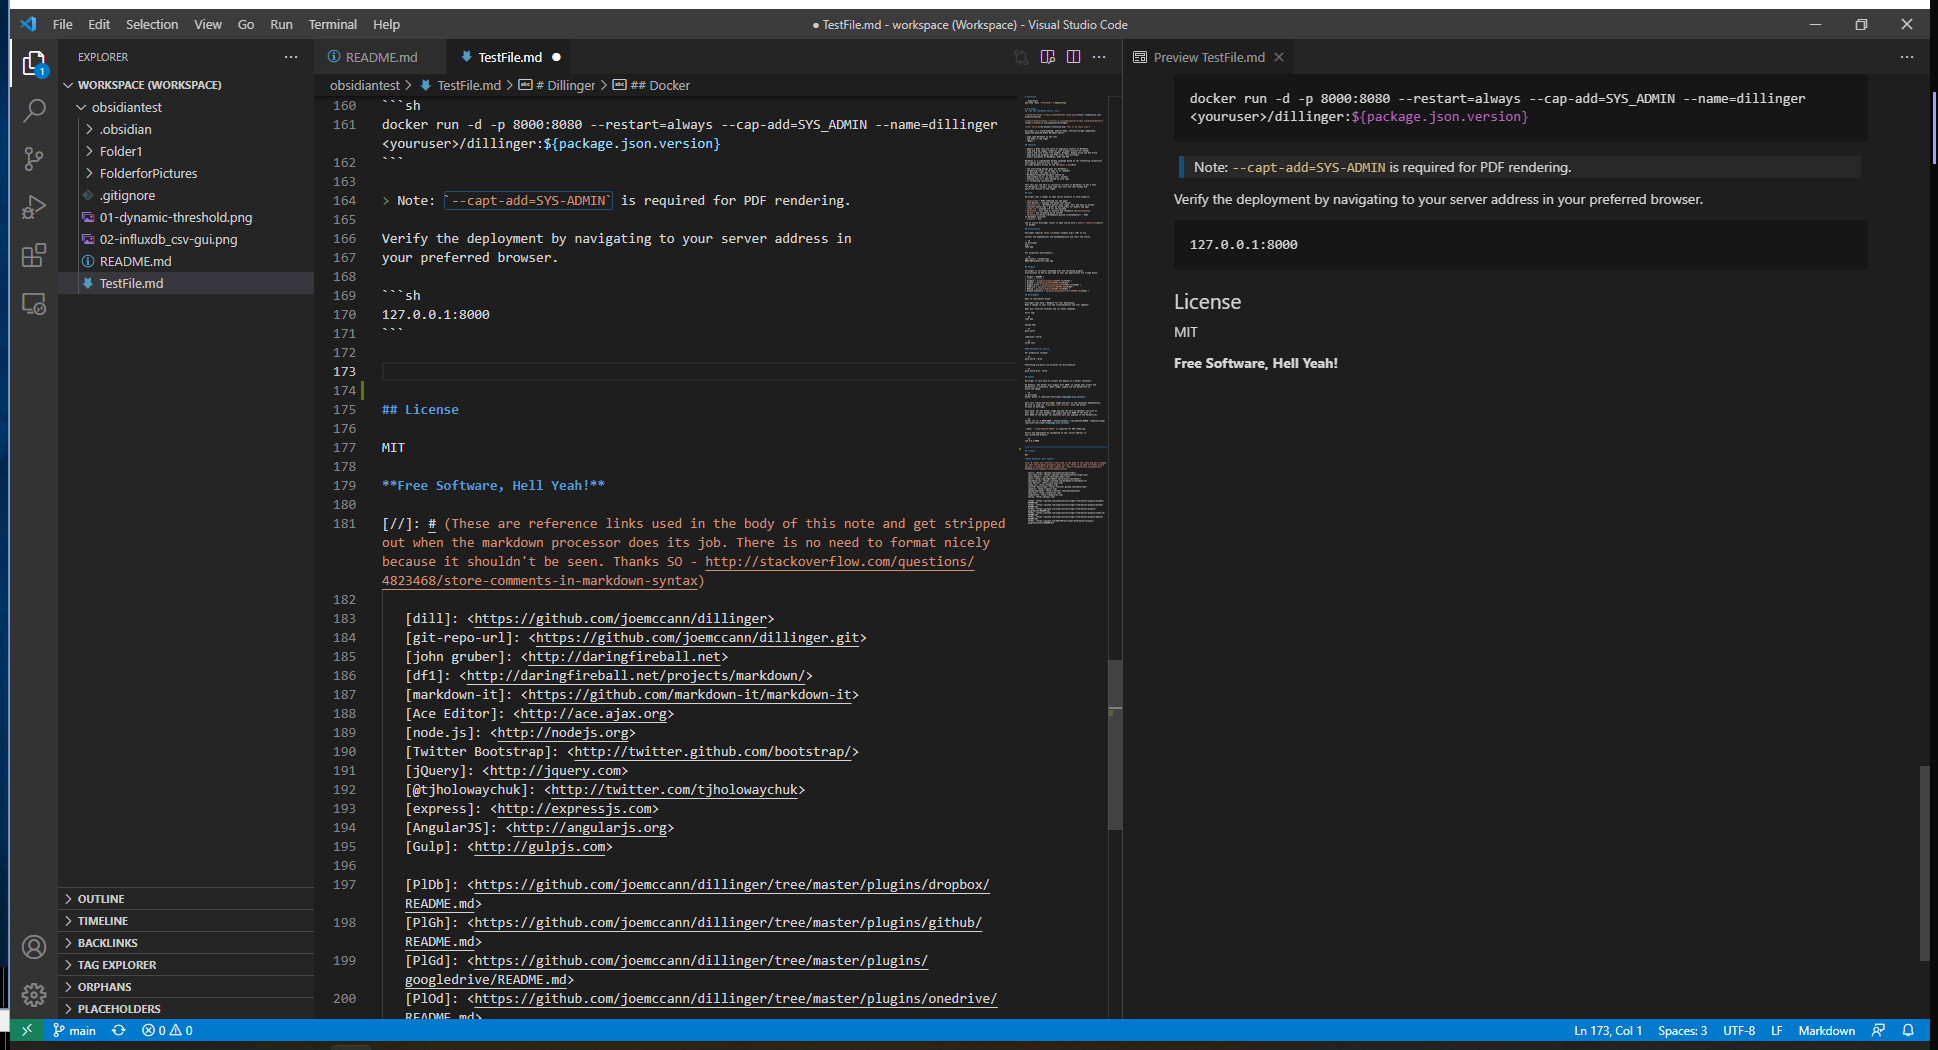 File Edit Selection View Go Run Terminal Help
● TestFile.md - workspace (Workspace) - Visual Studio Code
1
EXPLORER
WORKSPACE (WORKSPACE)
obsidiantest
.obsidian
Folder1
FolderforPictures
.gitignore
01-dynamic-threshold.png
02-influxdb_csv-gui.png
README.md
TestFile.md
OUTLINE
TIMELINE
BACKLINKS
TAG EXPLORER
ORPHANS
PLACEHOLDERS
README.md TestFile.md ●
obsidiantest > TestFile.md > # Dillinger > ## Docker
160 ```sh
161 docker run -d -p 8000:8080 --restart=always --cap-add=SYS_ADMIN --name=dillinger
<youruser>/dillinger:${package.json.version}
162 ```
163
164 > Note: `--capt-add=SYS-ADMIN` is required for PDF rendering.
165
166 Verify the deployment by navigating to your server address in
167 your preferred browser.
168
169 ```sh
170 127.0.0.1:8000
171 ```
172
173
174
175 ## License
176
177 MIT
178
179 **Free Software, Hell Yeah!**
180
181 [//]: # (These are reference links used in the body of this note and get stripped
out when the markdown processor does its job. There is no need to format nicely
because it shouldn't be seen. Thanks SO - http://stackoverflow.com/questions/
4823468/store-comments-in-markdown-syntax)
182
183 [dill]: <https://github.com/joemccann/dillinger>
184 [git-repo-url]: <https://github.com/joemccann/dillinger.git>
185 [john gruber]: <http://daringfireball.net>
186 [df1]: <http://daringfireball.net/projects/markdown/>
187 [markdown-it]: <https://github.com/markdown-it/markdown-it>
188 [Ace Editor]: <http://ace.ajax.org>
189 [node.js]: <http://nodejs.org>
190 [Twitter Bootstrap]: <http://twitter.github.com/bootstrap/>
191 [jQuery]: <http://jquery.com>
192 [@tjholowaychuk]: <http://twitter.com/tjholowaychuk>
193 [express]: <http://expressjs.com>
194 [AngularJS]: <http://angularjs.org>
195 [Gulp]: <http://gulpjs.com>
196
197 [PlDb]: <https://github.com/joemccann/dillinger/tree/master/plugins/dropbox/
README.md>
198 [PlGh]: <https://github.com/joemccann/dillinger/tree/master/plugins/github/
README.md>
199 [PlGd]: <https://github.com/joemccann/dillinger/tree/master/plugins/
googledrive/README.md>
200 [PlOd]: <https://github.com/joemccann/dillinger/tree/master/plugins/onedrive/
README.md>
Preview TestFile.md
docker run -d -p 8000:8080 --restart=always --cap-add=SYS_ADMIN --name=dillinger
<youruser>/dillinger:${package.json.version}
Note: --capt-add=SYS-ADMIN is required for PDF rendering.
Verify the deployment by navigating to your server address in your preferred browser.
127.0.0.1:8000
License
MIT
Free Software, Hell Yeah!
main 0 0
Ln 173, Col 1 Spaces: 3 UTF-8 LF Markdown